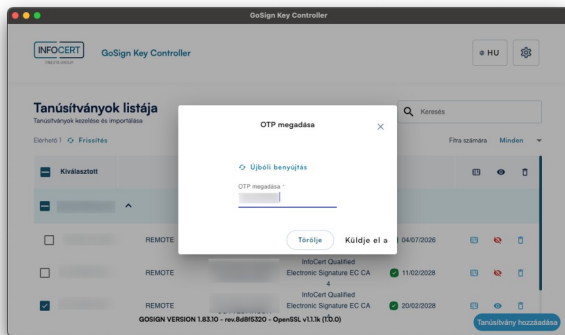 GoSign Key Controller
INFOCERT
GoSign Key Controller
HU
Tanúsítványok listája
Tanúsítványok kezelése és importálása
Keresés
Elérhető 1 Frissítés
Fitra számára Minden
Kiválasztott
OTP megadása
Újbóli benyújtás
OTP megadása *
Törölje Küldje el a
REMOTE
04/07/2026
REMOTE
InfoCert Qualified
Electronic Signature EC CA
4
11/02/2028
REMOTE
InfoCert Qualified
Electronic Signature EC CA
20/02/2028
GOSIGN VERSION 1.83.10 - rev.8d8f5320 - OpenSSL v1.1.1k (1.0.0)
Tanúsítvány hozzáadása